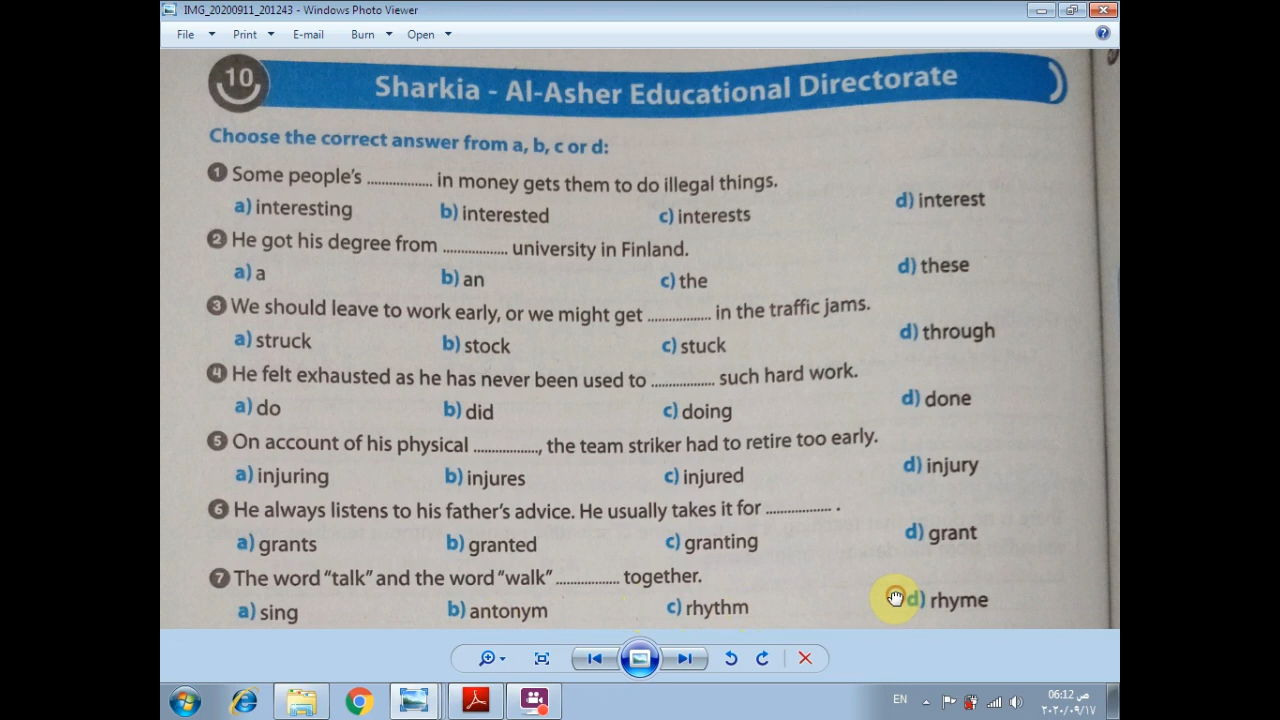 IMG_20200911_201243 - Windows Photo Viewer
File Print E-mail Burn Open
10 Sharkia - Al-Asher Educational Directorate
Choose the correct answer from a, b, c or d:
1 Some people's ................. in money gets them to do illegal things.
a) interesting b) interested c) interests d) interest
2 He got his degree from ................. university in Finland.
a) a b) an c) the d) these
3 We should leave to work early, or we might get ................. in the traffic jams.
a) struck b) stock c) stuck d) through
4 He felt exhausted as he has never been used to ................. such hard work.
a) do b) did c) doing d) done
5 On account of his physical ................., the team striker had to retire too early.
a) injuring b) injures c) injured d) injury
6 He always listens to his father's advice. He usually takes it for ................. .
a) grants b) granted c) granting d) grant
7 The word "talk" and the word "walk" ................. together.
a) sing b) antonym c) rhythm d) rhyme
EN
06:12 ص
٢٠٢٠/٠٩/١٧